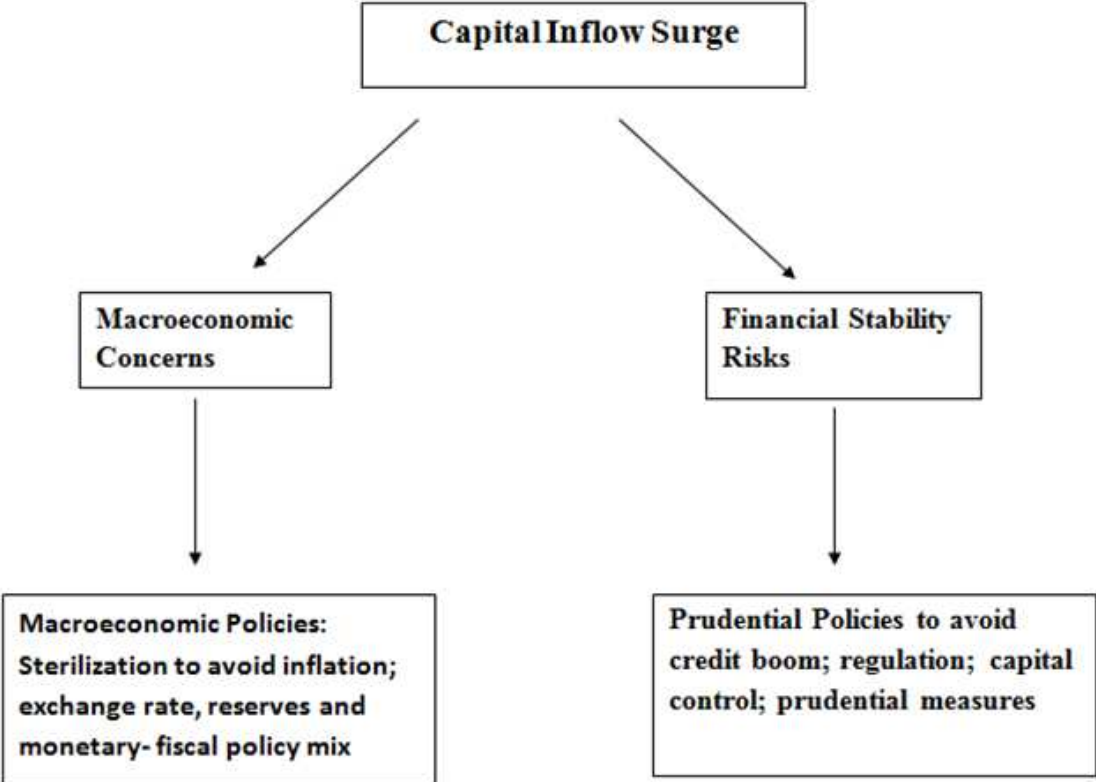 Capital Inflow Surge
Macroeconomic
Concerns
Financial Stability
Risks
Macroeconomic Policies:
Sterilization to avoid inflation;
exchange rate, reserves and
monetary- fiscal policy mix
Prudential Policies to avoid
credit boom; regulation; capital
control; prudential measures